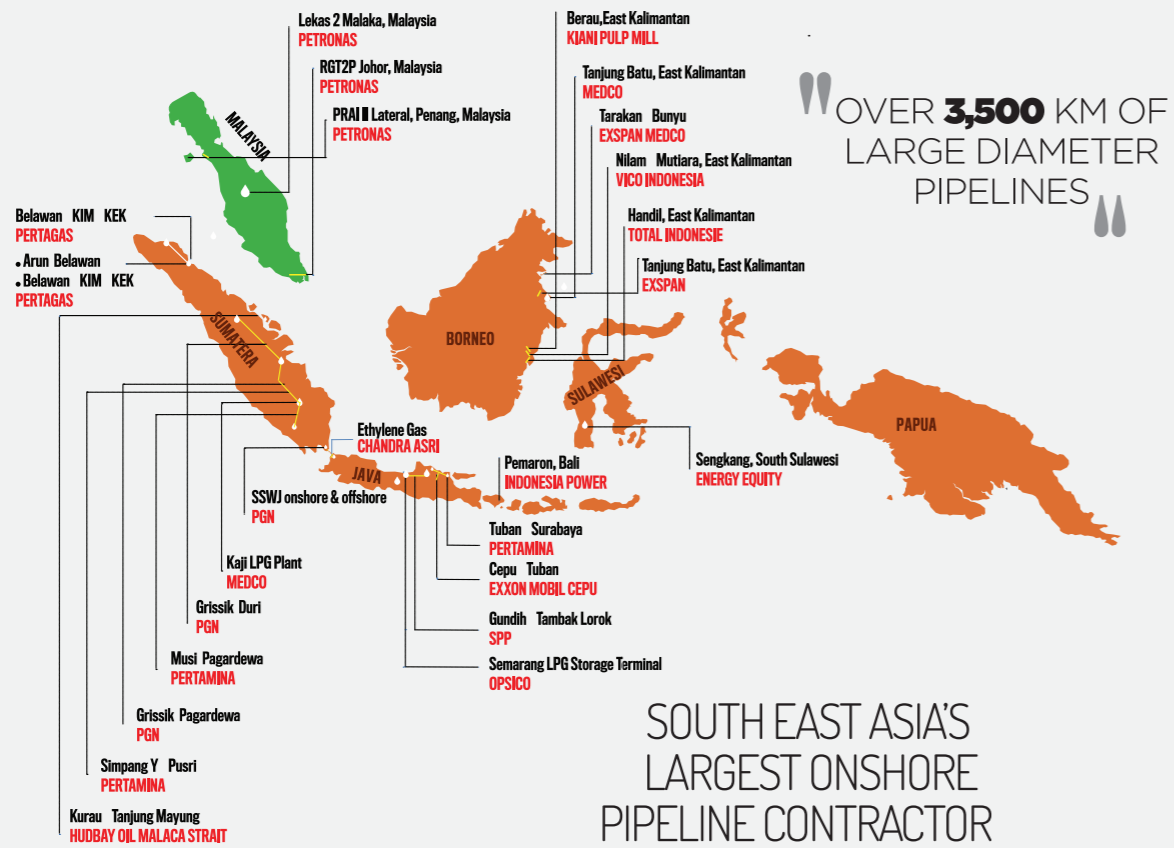 Lekas 2 Malaka, Malaysia
PETRONAS
RGT2P Johor, Malaysia
PETRONAS
PRAI II Lateral, Penang, Malaysia
PETRONAS
MALAYSIA
Belawan KIM KEK
PERTAGAS
• Arun Belawan
• Belawan KIM KEK
PERTAGAS
SUMATERA
Berau,East Kalimantan
KIANI PULP MILL
Tanjung Batu, East Kalimantan
MEDCO
Tarakan Bunyu
EXSPAN MEDCO
Nilam Mutiara, East Kalimantan
VICO INDONESIA
Handil, East Kalimantan
TOTAL INDONESIE
Tanjung Batu, East Kalimantan
EXSPAN
"OVER 3,500 KM OF
LARGE DIAMETER
PIPELINES"
BORNEO
SULAWESI
PAPUA
Ethylene Gas
CHANDRA ASRI
JAVA
SSWJ onshore & offshore
PGN
Kaji LPG Plant
MEDCO
Grissik Duri
PGN
Musi Pagardewa
PERTAMINA
Grissik Pagardewa
PGN
Simpang Y Pusri
PERTAMINA
Kurau Tanjung Mayung
HUDBAY OIL MALACA STRAIT
Pemaron, Bali
INDONESIA POWER
Sengkang, South Sulawesi
ENERGY EQUITY
Tuban Surabaya
PERTAMINA
Cepu Tuban
EXXON MOBIL CEPU
Gundih Tambak Lorok
SPP
Semarang LPG Storage Terminal
OPSICO
SOUTH EAST ASIA'S
LARGEST ONSHORE
PIPELINE CONTRACTOR